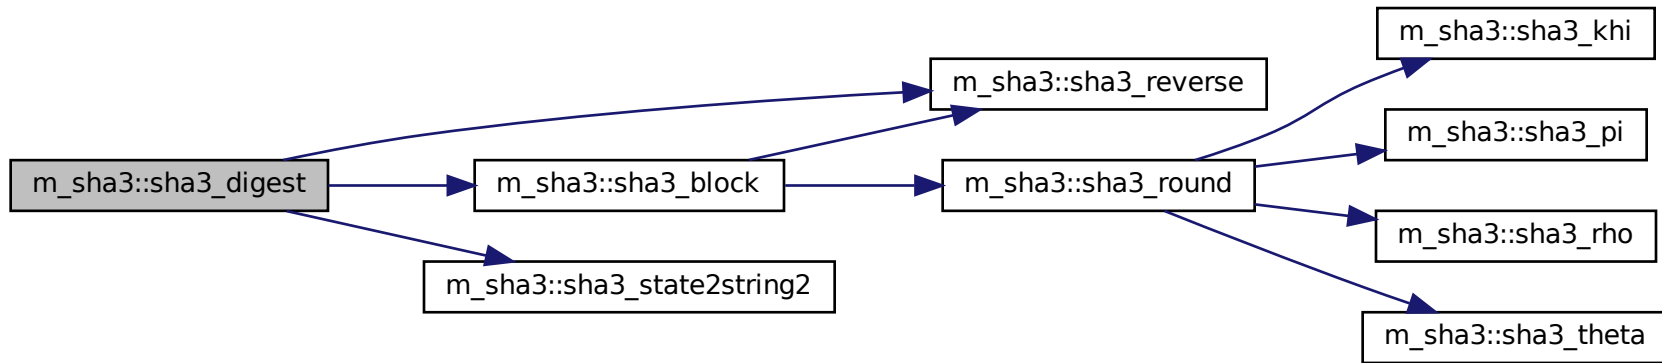 m_sha3::sha3_digest
m_sha3::sha3_reverse
m_sha3::sha3_block
m_sha3::sha3_state2string2
m_sha3::sha3_round
m_sha3::sha3_khi
m_sha3::sha3_pi
m_sha3::sha3_rho
m_sha3::sha3_theta